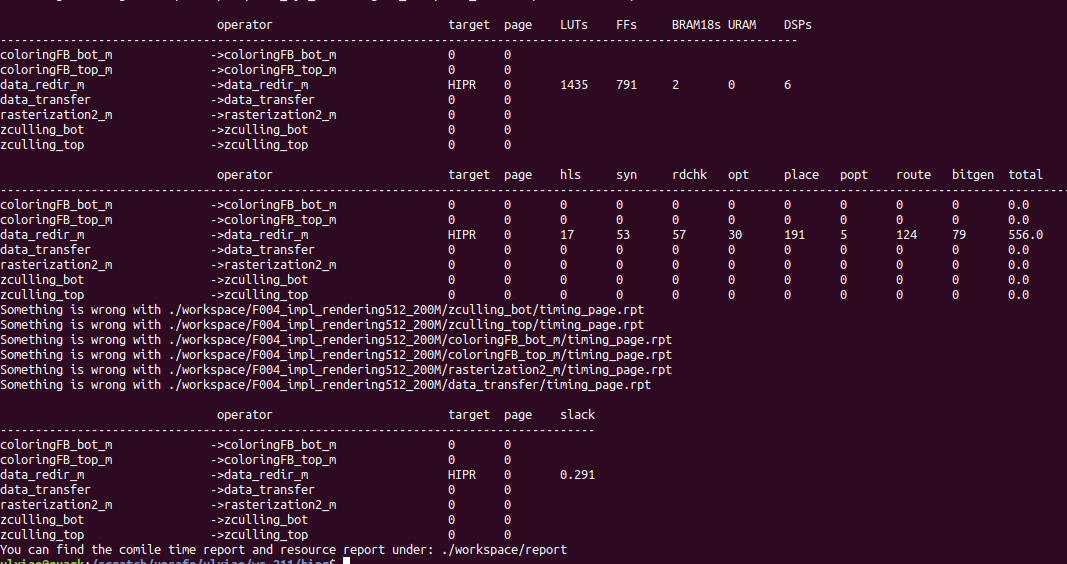 operator target page LUTs FFs BRAM18s URAM DSPs
--------------------------------------------------------------------------------------------------------------------
coloringFB_bot_m ->coloringFB_bot_m 0 0
coloringFB_top_m ->coloringFB_top_m 0 0
data_redir_m ->data_redir_m HIPR 0 1435 791 2 0 6
data_transfer ->data_transfer 0 0
rasterization2_m ->rasterization2_m 0 0
zculling_bot ->zculling_bot 0 0
zculling_top ->zculling_top 0 0
operator target page hls syn rdchk opt place popt route bitgen total
--------------------------------------------------------------------------------------------------------------------------------------------------------
coloringFB_bot_m ->coloringFB_bot_m 0 0 0 0 0 0 0 0 0 0 0.0
coloringFB_top_m ->coloringFB_top_m 0 0 0 0 0 0 0 0 0 0 0.0
data_redir_m ->data_redir_m HIPR 0 17 53 57 30 191 5 124 79 556.0
data_transfer ->data_transfer 0 0 0 0 0 0 0 0 0 0 0.0
rasterization2_m ->rasterization2_m 0 0 0 0 0 0 0 0 0 0 0.0
zculling_bot ->zculling_bot 0 0 0 0 0 0 0 0 0 0 0.0
zculling_top ->zculling_top 0 0 0 0 0 0 0 0 0 0 0.0
Something is wrong with ./workspace/F004_impl_rendering512_200M/zculling_bot/timing_page.rpt
Something is wrong with ./workspace/F004_impl_rendering512_200M/zculling_top/timing_page.rpt
Something is wrong with ./workspace/F004_impl_rendering512_200M/coloringFB_bot_m/timing_page.rpt
Something is wrong with ./workspace/F004_impl_rendering512_200M/coloringFB_top_m/timing_page.rpt
Something is wrong with ./workspace/F004_impl_rendering512_200M/rasterization2_m/timing_page.rpt
Something is wrong with ./workspace/F004_impl_rendering512_200M/data_transfer/timing_page.rpt
operator target page slack
-------------------------------------------------------------------------------------
coloringFB_bot_m ->coloringFB_bot_m 0 0
coloringFB_top_m ->coloringFB_top_m 0 0
data_redir_m ->data_redir_m HIPR 0 0.291
data_transfer ->data_transfer 0 0
rasterization2_m ->rasterization2_m 0 0
zculling_bot ->zculling_bot 0 0
zculling_top ->zculling_top 0 0
You can find the comile time report and resource report under: ./workspace/report